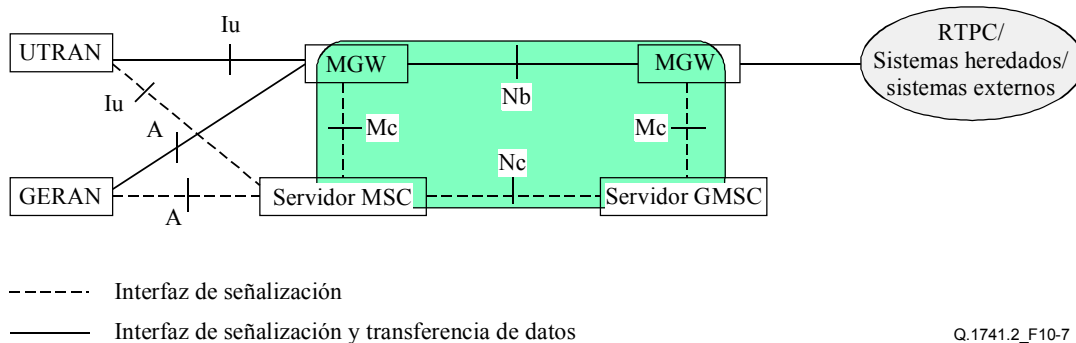 Iu
UTRAN
MGW
MGW
RTPC/
Sistemas heredados/
sistemas externos
Iu
Nb
A
Mc
Mc
Nc
GERAN
Servidor MSC
Servidor GMSC
A
Interfaz de señalización
Interfaz de señalización y transferencia de datos
Q.1741.2_F10-7